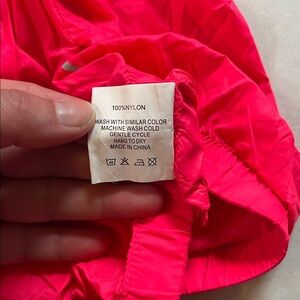 100%NYLON
WASH WITH SIMILAR COLOR
MACHINE WASH COLD
GENTLE CYCLE
HANG TO DRY
MADE IN CHINA